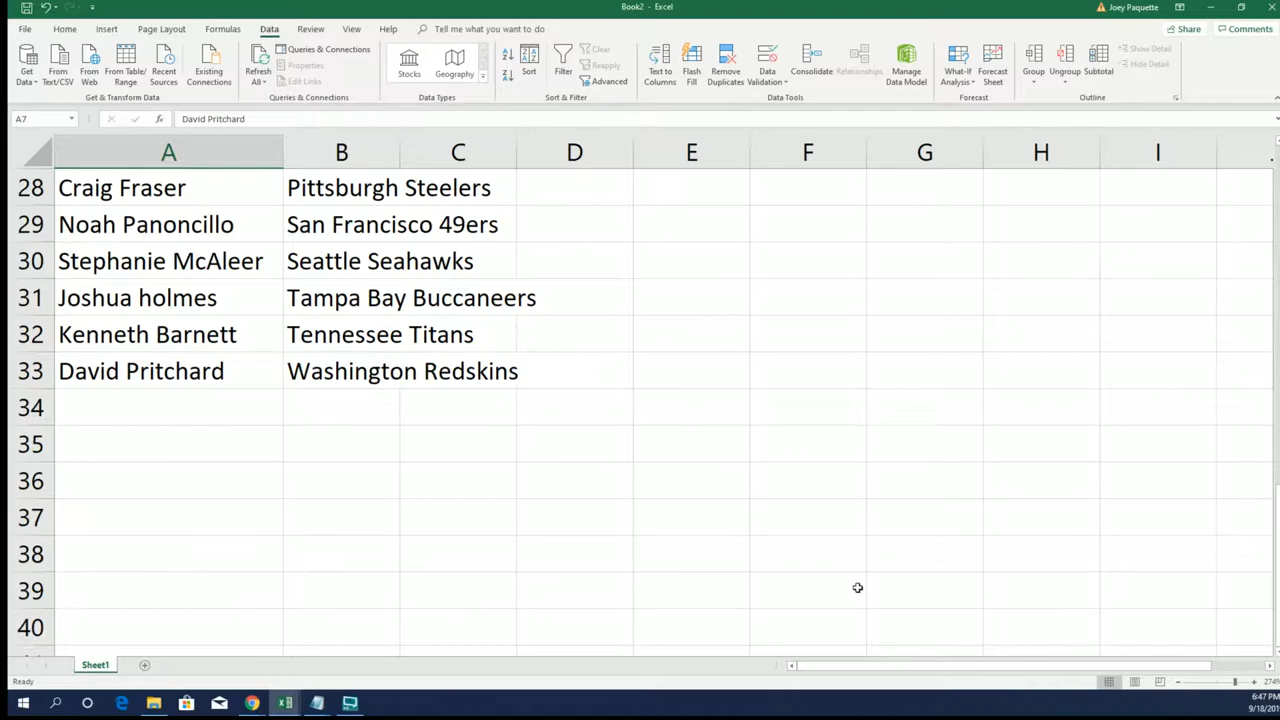 Book2 - Excel
Joey Paquette
File Home Insert Page Layout Formulas Data Review View Help Tell me what you want to do
Share Comments
Get Data From Text/CSV From Web From Table/ Range Recent Sources Existing Connections
Refresh All Queries & Connections Properties Edit Links
Stocks Geography
Sort Filter Clear Reapply Advanced
Text to Columns Flash Fill Remove Duplicates Data Validation Consolidate Relationships Manage Data Model
What-If Analysis Forecast Sheet
Group Ungroup Subtotal Show Detail Hide Detail
Get & Transform Data Queries & Connections Data Types Sort & Filter Data Tools Forecast Outline
A7 fx David Pritchard
A B C D E F G H I
28 Craig Fraser Pittsburgh Steelers
29 Noah Panoncillo San Francisco 49ers
30 Stephanie McAleer Seattle Seahawks
31 Joshua holmes Tampa Bay Buccaneers
32 Kenneth Barnett Tennessee Titans
33 David Pritchard Washington Redskins
34
35
36
37
38
39
40
Sheet1
Ready
274%
6:47 PM